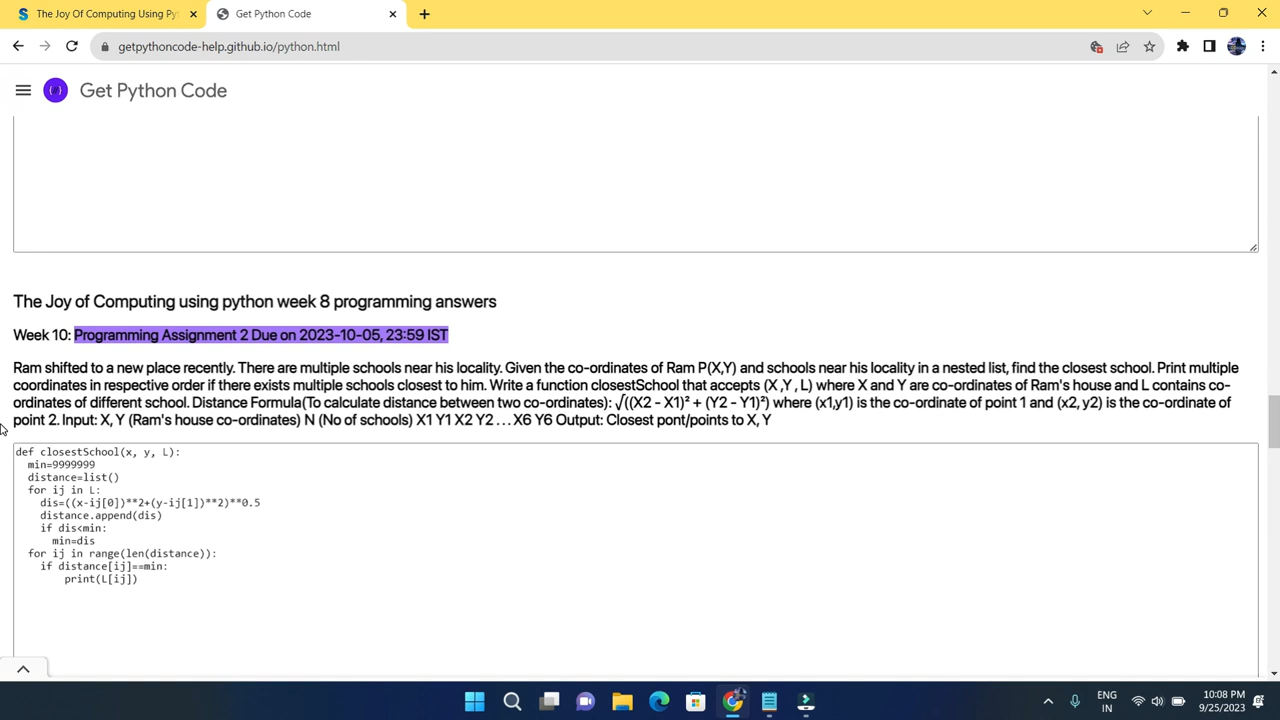 The Joy Of Computing Using Py
Get Python Code
getpythoncode-help.github.io/python.html
Get Python Code
The Joy of Computing using python week 8 programming answers
Week 10: Programming Assignment 2 Due on 2023-10-05, 23:59 IST
Ram shifted to a new place recently. There are multiple schools near his locality. Given the co-ordinates of Ram P(X,Y) and schools near his locality in a nested list, find the closest school. Print multiple
coordinates in respective order if there exists multiple schools closest to him. Write a function closestSchool that accepts (X ,Y , L) where X and Y are co-ordinates of Ram's house and L contains co-
ordinates of different school. Distance Formula(To calculate distance between two co-ordinates): √((X2 - X1)² + (Y2 - Y1)²) where (x1,y1) is the co-ordinate of point 1 and (x2, y2) is the co-ordinate of
point 2. Input: X, Y (Ram's house co-ordinates) N (No of schools) X1 Y1 X2 Y2 . . . X6 Y6 Output: Closest pont/points to X, Y
def closestSchool(x, y, L):
  min=9999999
  distance=list()
  for ij in L:
    dis=((x-ij[0])**2+(y-ij[1])**2)**0.5
    distance.append(dis)
    if dis<min:
      min=dis
  for ij in range(len(distance)):
    if distance[ij]==min:
        print(L[ij])
ENG
IN
10:08 PM
9/25/2023